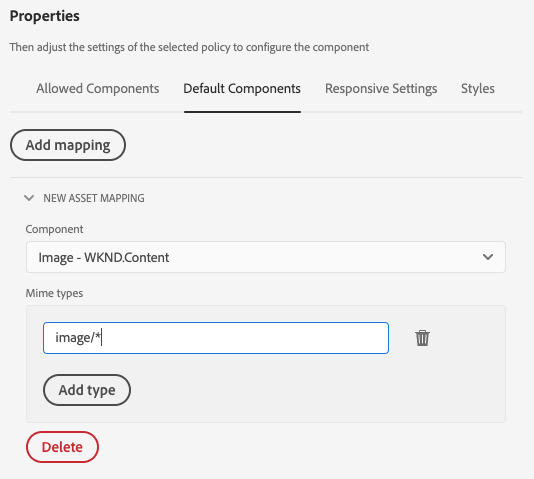 Properties
Then adjust the settings of the selected policy to configure the component
Allowed Components Default Components Responsive Settings Styles
Add mapping
NEW ASSET MAPPING
Component
Image - WKND.Content
Mime types
image/*
Add type
Delete